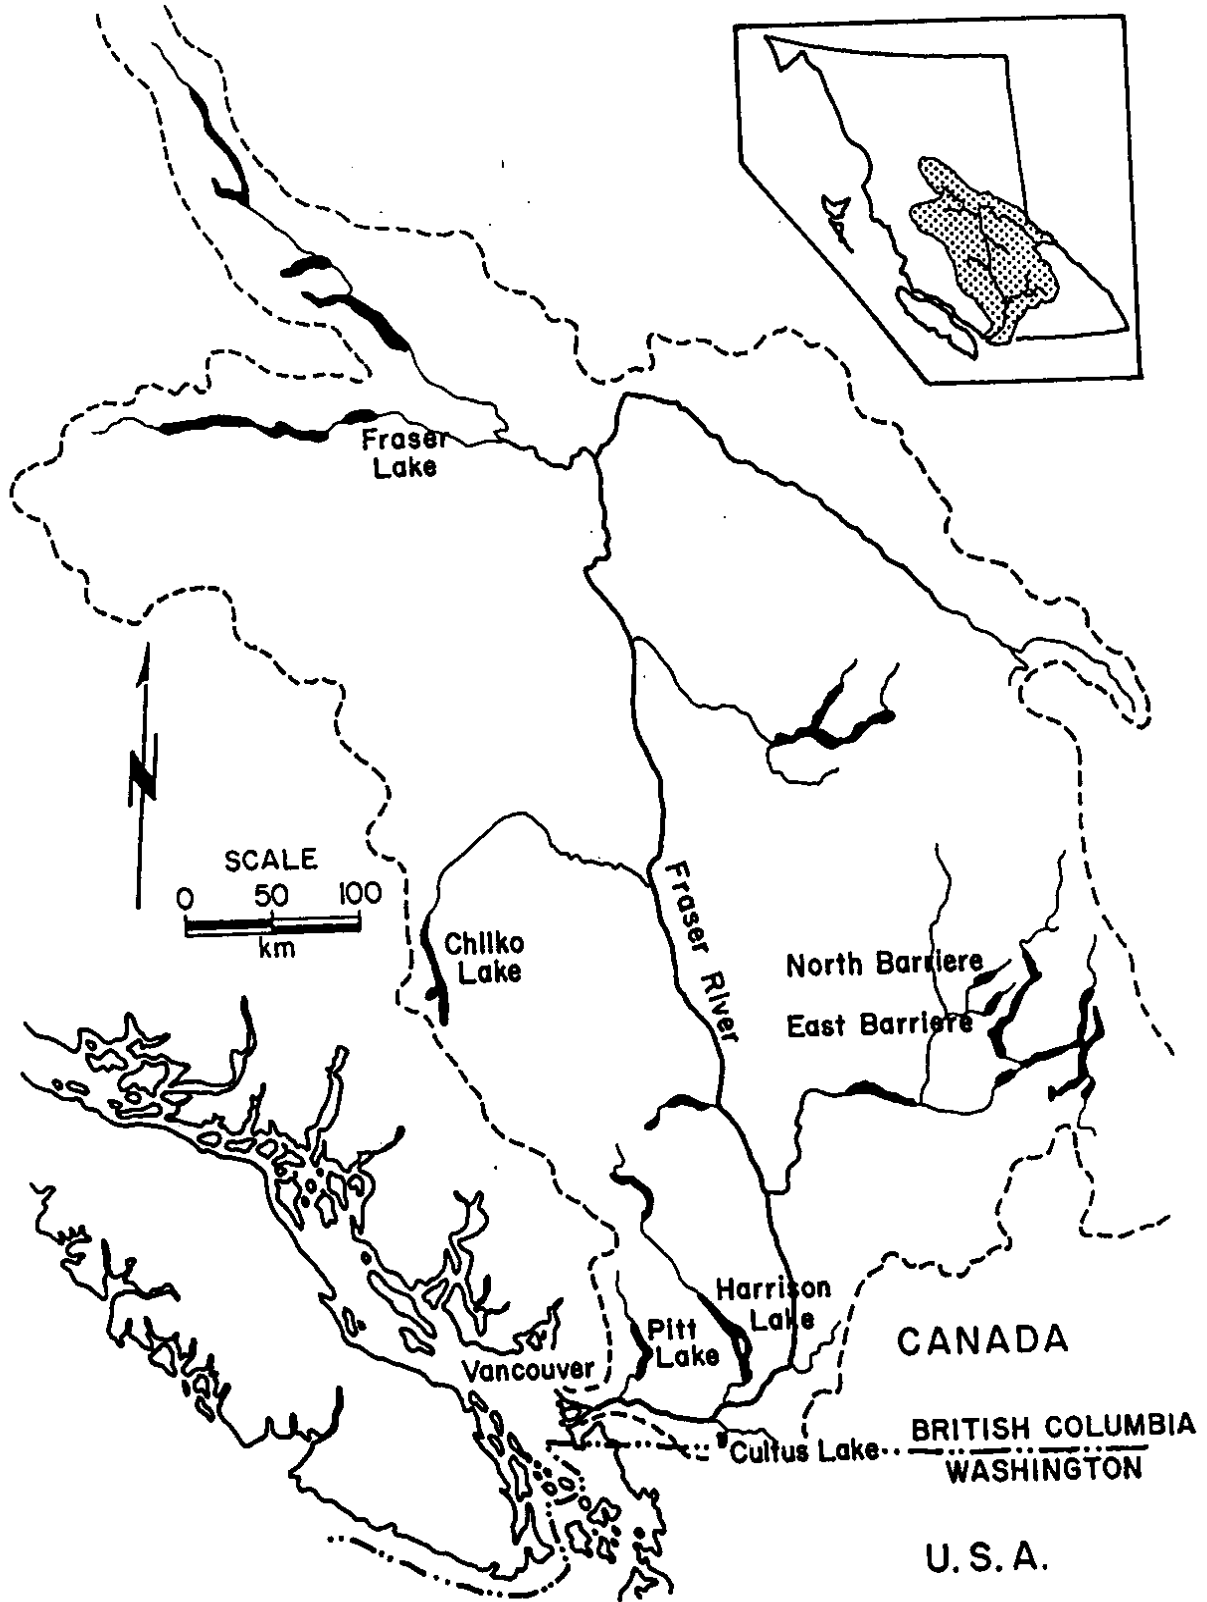 Fraser
Lake
SCALE
0 50 100
km
Chilko
Lake
Fraser River
North Barriere
East Barriere
Harrison
Lake
Pitt
Lake
Vancouver
CANADA
Cultus Lake
BRITISH COLUMBIA
WASHINGTON
U.S.A.
N